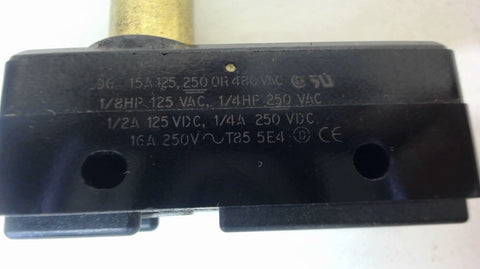 96 15A 125, 250 OR 480 VAC
1/8HP 125 VAC, 1/4HP 250 VAC
1/2A 125 VDC, 1/4A 250 VDC
16A 250V ~ T85 5E4 CE